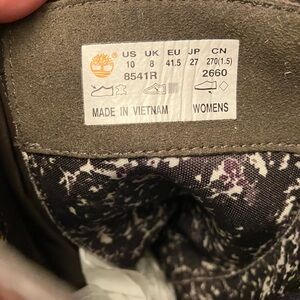 US UK EU JP CN
10 8 41.5 27 270(1.5)
8541R 2660
MADE IN VIETNAM WOMENS